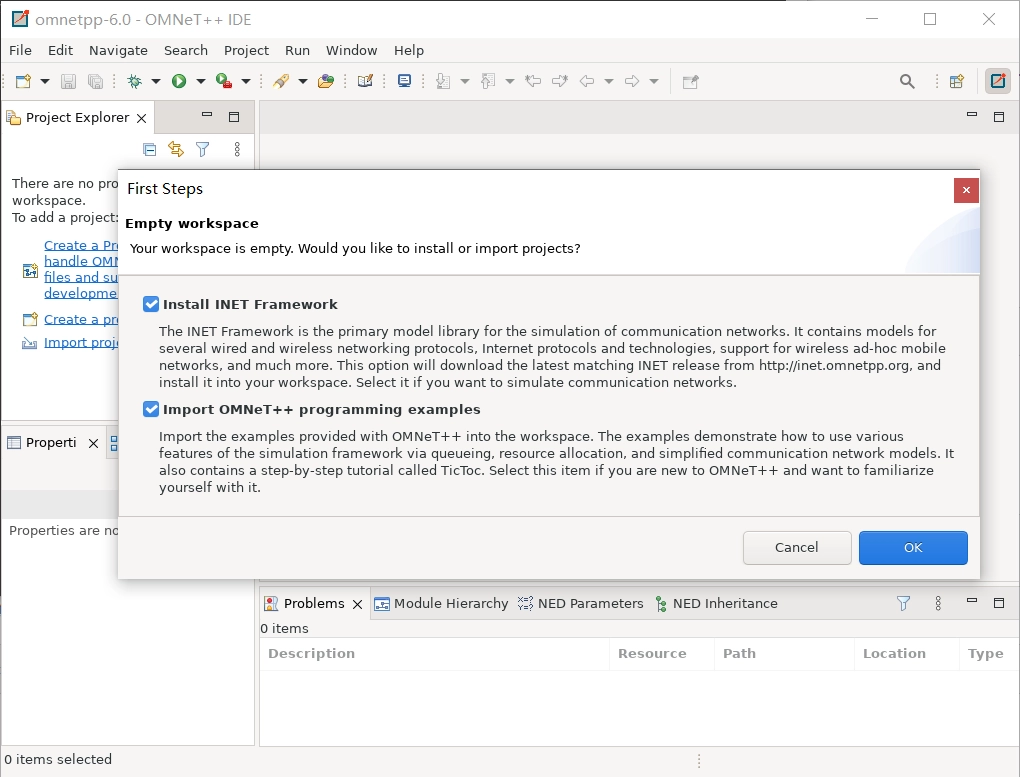 omnetpp-6.0 - OMNeT++ IDE
File Edit Navigate Search Project Run Window Help
Project Explorer
There are no pro
workspace.
To add a project:
Create a Pr
handle OMN
files and su
developme
Create a pr
Import proj
First Steps
Empty workspace
Your workspace is empty. Would you like to install or import projects?
Install INET Framework
The INET Framework is the primary model library for the simulation of communication networks. It contains models for
several wired and wireless networking protocols, Internet protocols and technologies, support for wireless ad-hoc mobile
networks, and much more. This option will download the latest matching INET release from http://inet.omnetpp.org, and
install it into your workspace. Select it if you want to simulate communication networks.
Import OMNeT++ programming examples
Import the examples provided with OMNeT++ into the workspace. The examples demonstrate how to use various
features of the simulation framework via queueing, resource allocation, and simplified communication network models. It
also contains a step-by-step tutorial called TicToc. Select this item if you are new to OMNeT++ and want to familiarize
yourself with it.
Cancel OK
Properti
Properties are no
Problems Module Hierarchy NED Parameters NED Inheritance
0 items
Description Resource Path Location Type
0 items selected